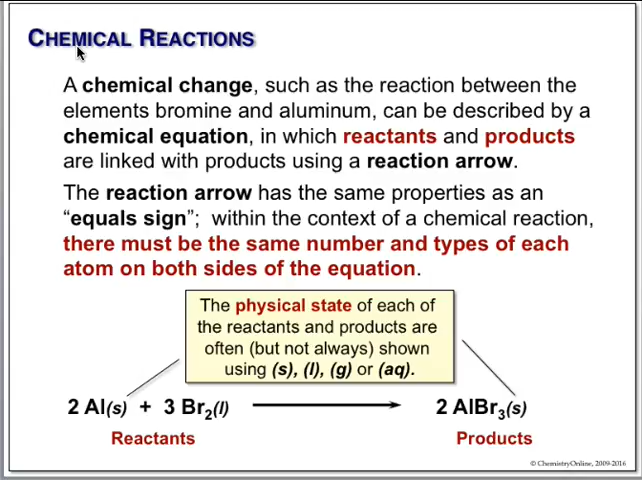 CHEMICAL REACTIONS
A chemical change, such as the reaction between the
elements bromine and aluminum, can be described by a
chemical equation, in which reactants and products
are linked with products using a reaction arrow.
The reaction arrow has the same properties as an
“equals sign”;  within the context of a chemical reaction,
there must be the same number and types of each
atom on both sides of the equation.
The physical state of each of
the reactants and products are
often (but not always) shown
using (s), (l), (g) or (aq).
2 Al(s) + 3 Br₂(l) ⟶ 2 AlBr₃(s)
Reactants Products
© ChemistryOnline, 2009-2016